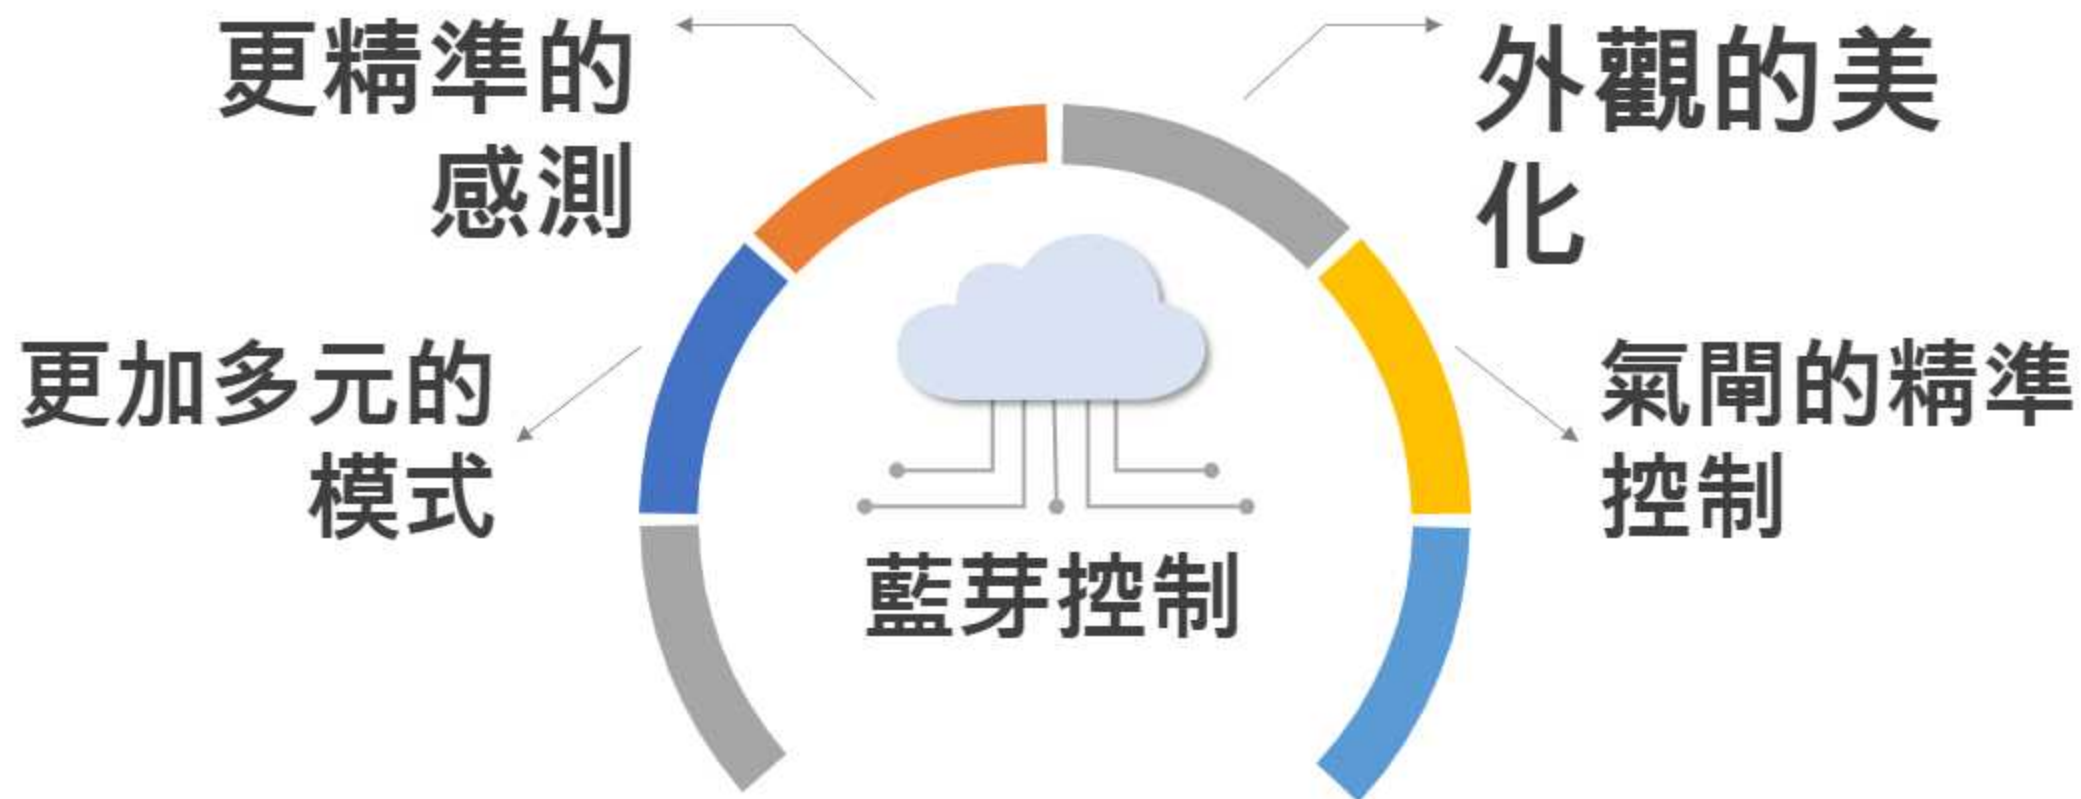 更精準的
感測
外觀的美
化
更加多元的
模式
氣閘的精準
控制
藍芽控制